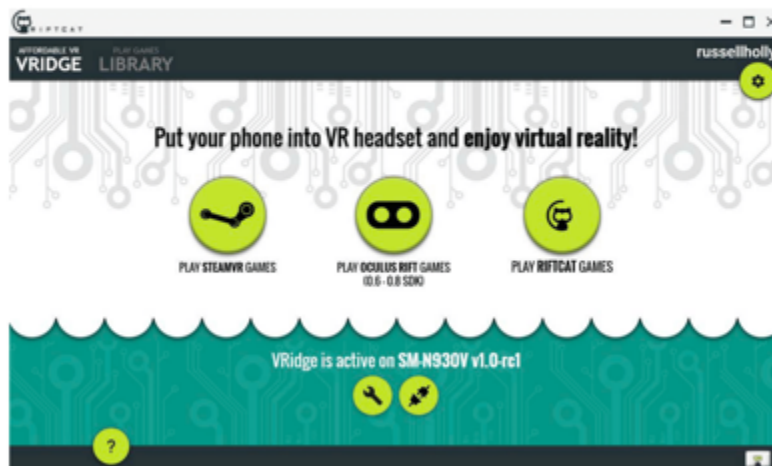 RIFTCAT
AFFORDABLE VR
VRIDGE
PLAY GAMES
LIBRARY
russellholly
Put your phone into VR headset and enjoy virtual reality!
PLAY STEAMVR GAMES
PLAY OCULUS RIFT GAMES
(0.6 - 0.8 SDK)
PLAY RIFTCAT GAMES
VRidge is active on SM-N930V v1.0-rc1
?